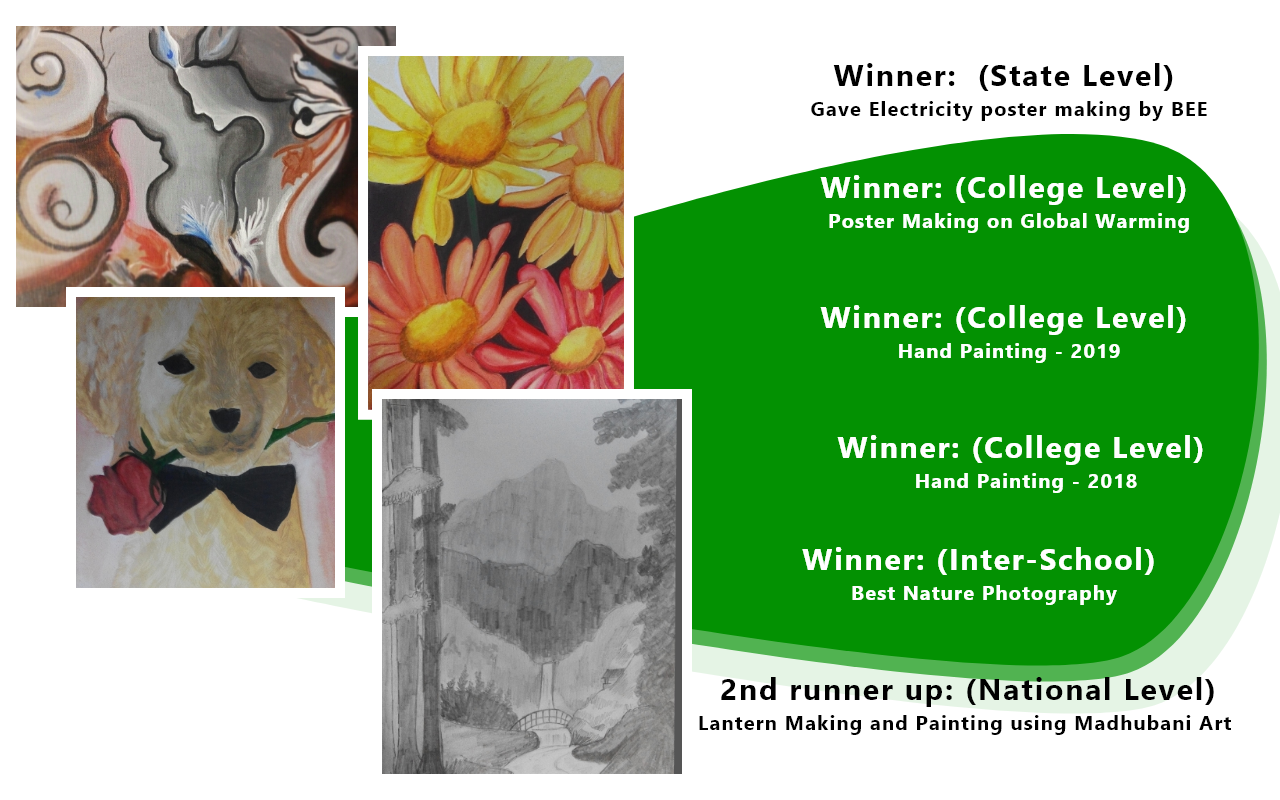 Winner:  (State Level)
Gave Electricity poster making by BEE
Winner: (College Level)
Poster Making on Global Warming
Winner: (College Level)
Hand Painting - 2019
Winner: (College Level)
Hand Painting - 2018
Winner: (Inter-School)
Best Nature Photography
2nd runner up: (National Level)
Lantern Making and Painting using Madhubani Art